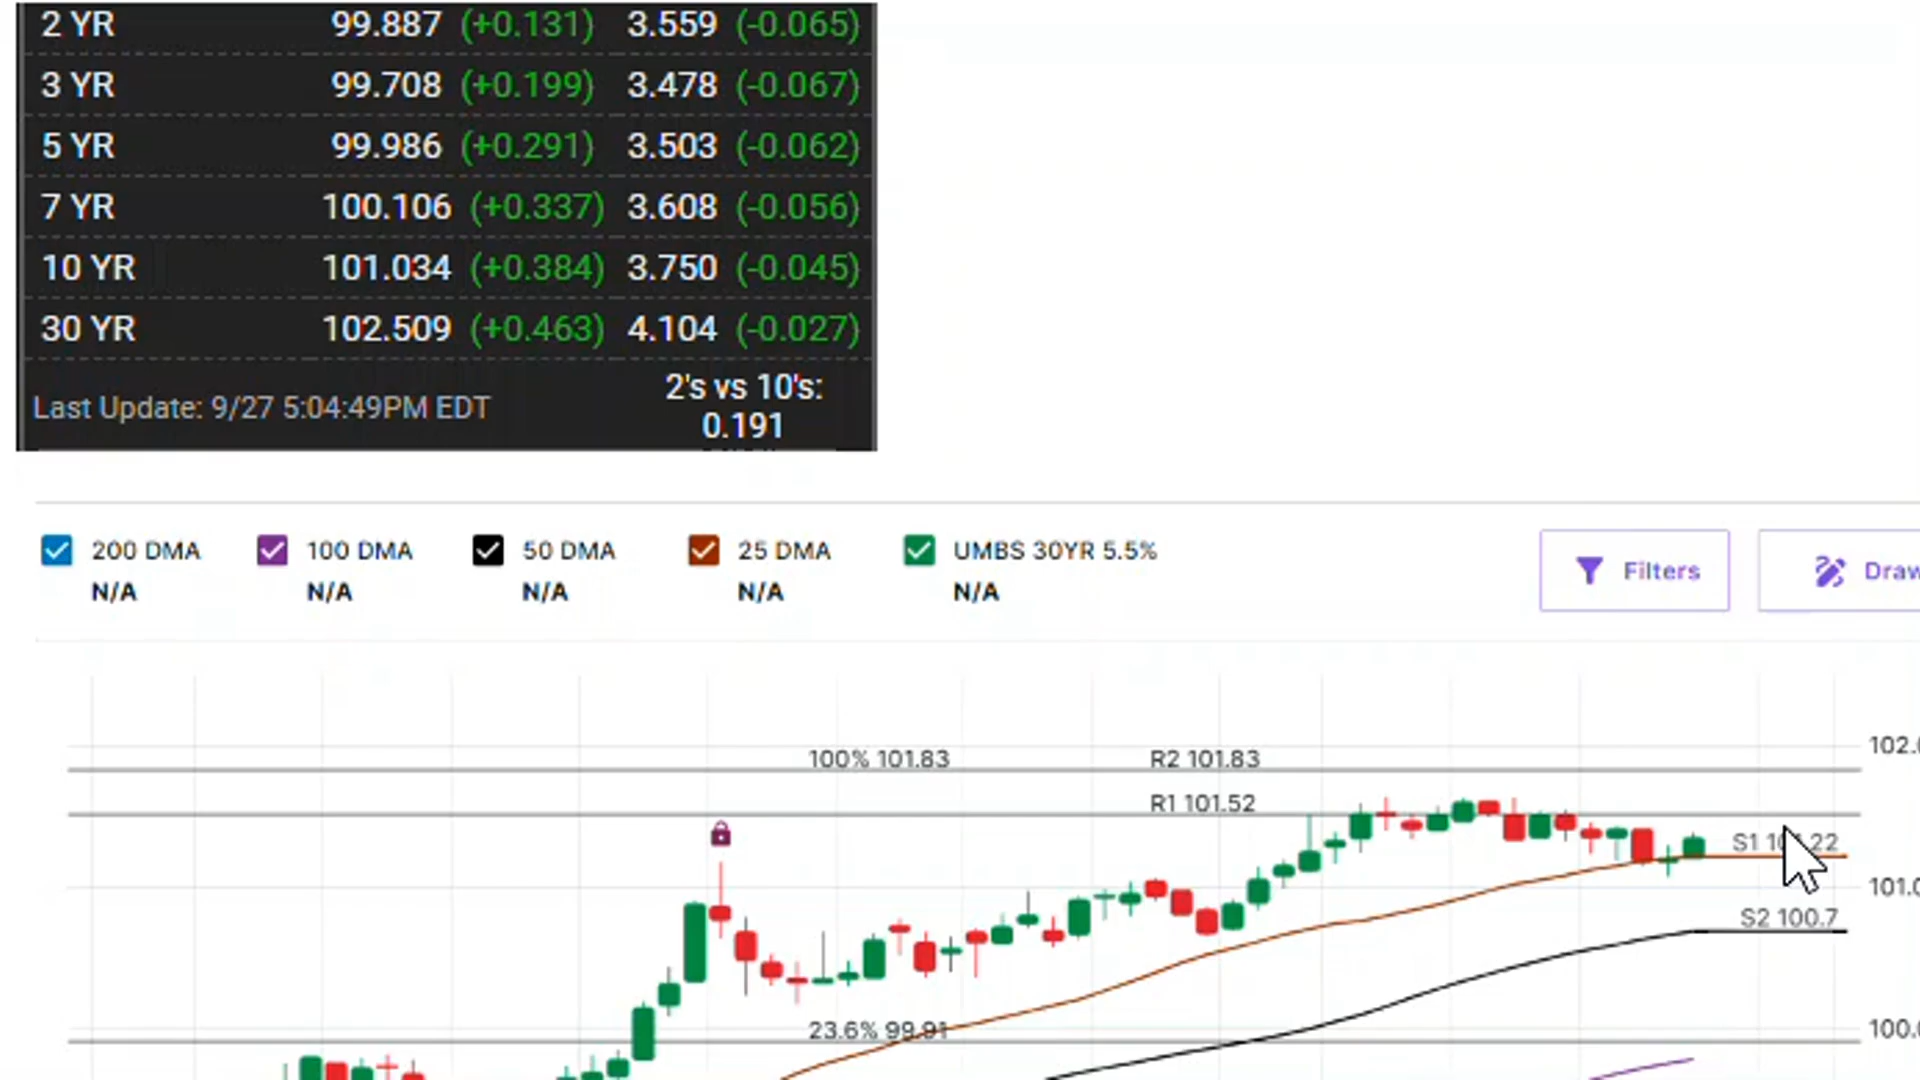 2 YR 99.887 (+0.131) 3.559 (-0.065)
3 YR 99.708 (+0.199) 3.478 (-0.067)
5 YR 99.986 (+0.291) 3.503 (-0.062)
7 YR 100.106 (+0.337) 3.608 (-0.056)
10 YR 101.034 (+0.384) 3.750 (-0.045)
30 YR 102.509 (+0.463) 4.104 (-0.027)
Last Update: 9/27 5:04:49PM EDT
2's vs 10's:
0.191
200 DMA 100 DMA 50 DMA 25 DMA UMBS 30YR 5.5%
N/A N/A N/A N/A N/A
Filters
Draw
102.0
100% 101.83 R2 101.83
R1 101.52
S1
101.0
S2 100.7
100.0
23.6% 99.91